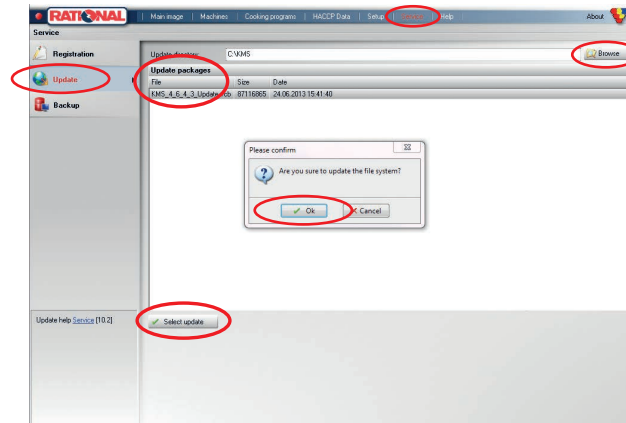 RATIONAL | Main image | Machines | Cooking programs | HACCP Data | Setup | Service | Help About
Service
Registration
Update
Backup
Update directory: C:\KMS Browse
Update packages
File Size Date
KMS_4_6_4_3_Update 87116865 24.06.2013 15:41:40
Please confirm
Are you sure to update the file system?
Ok Cancel
Update help Service [10.2]
Select update